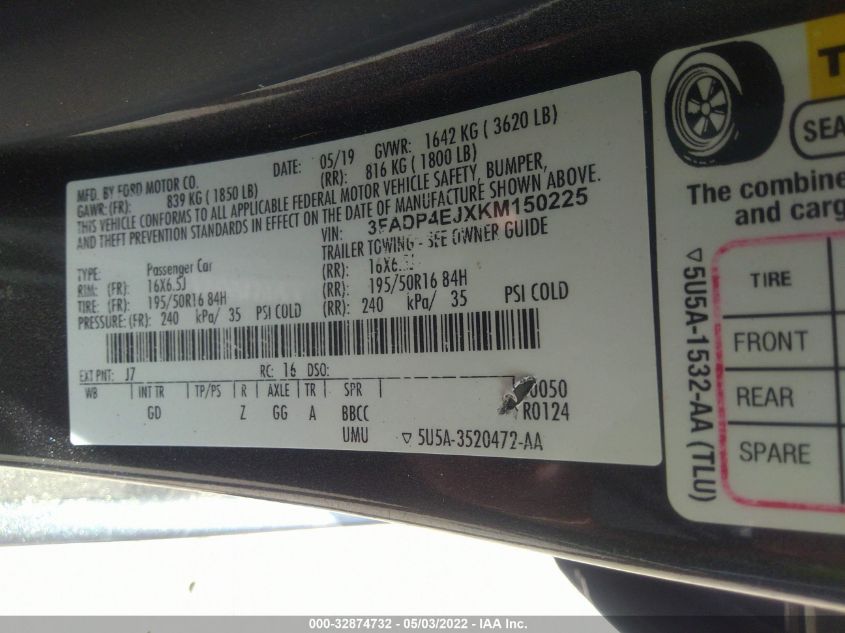 MFD. BY FORD MOTOR CO.
DATE: 05/19 GVWR: 1642 KG ( 3620 LB)
GAWR: (FR): 839 KG ( 1850 LB) (RR): 816 KG ( 1800 LB)
THIS VEHICLE CONFORMS TO ALL APPLICABLE FEDERAL MOTOR VEHICLE SAFETY, BUMPER,
AND THEFT PREVENTION STANDARDS IN EFFECT ON THE DATE OF MANUFACTURE SHOWN ABOVE.
VIN: 3FADP4EJXKM150225
TRAILER TOWING - SEE OWNER GUIDE
TYPE: Passenger Car
RIM: (FR): 16X6.5J (RR): 16X6.5J
TIRE: (FR): 195/50R16 84H (RR): 195/50R16 84H
PRESSURE: (FR): 240 kPa/ 35 PSI COLD (RR): 240 kPa/ 35 PSI COLD
EXT PNT: J7 RC: 16 DSO:
WB INT TR TP/PS R AXLE TR SPR
GD Z GG A BBCC R0124
UMU ▽ 5U5A-3520472-AA
SEA
The combine
and carg
TIRE
FRONT
REAR
SPARE
▽ 5U5A-1532-AA (TLU)
000-32874732 — 05/03/2022 — IAA Inc.